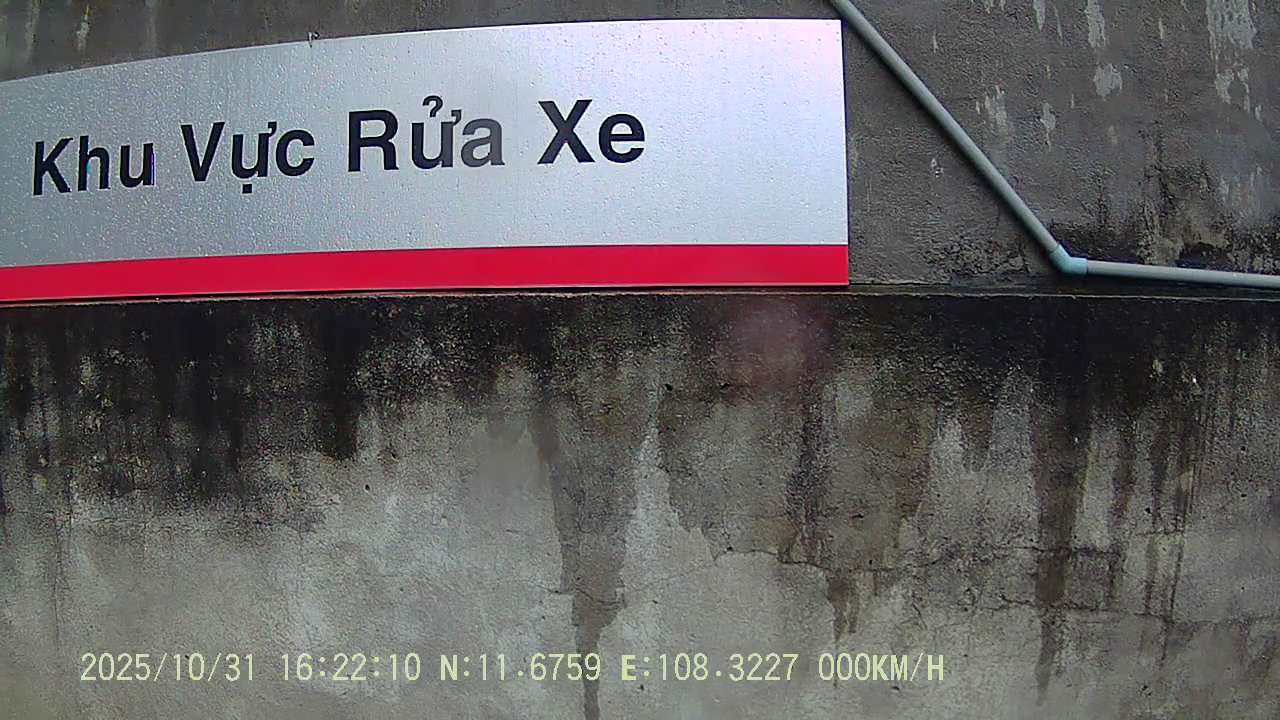 Khu Vực Rửa Xe
2025/10/31 16:22:10 N:11.6759 E:108.3227 000KM/H